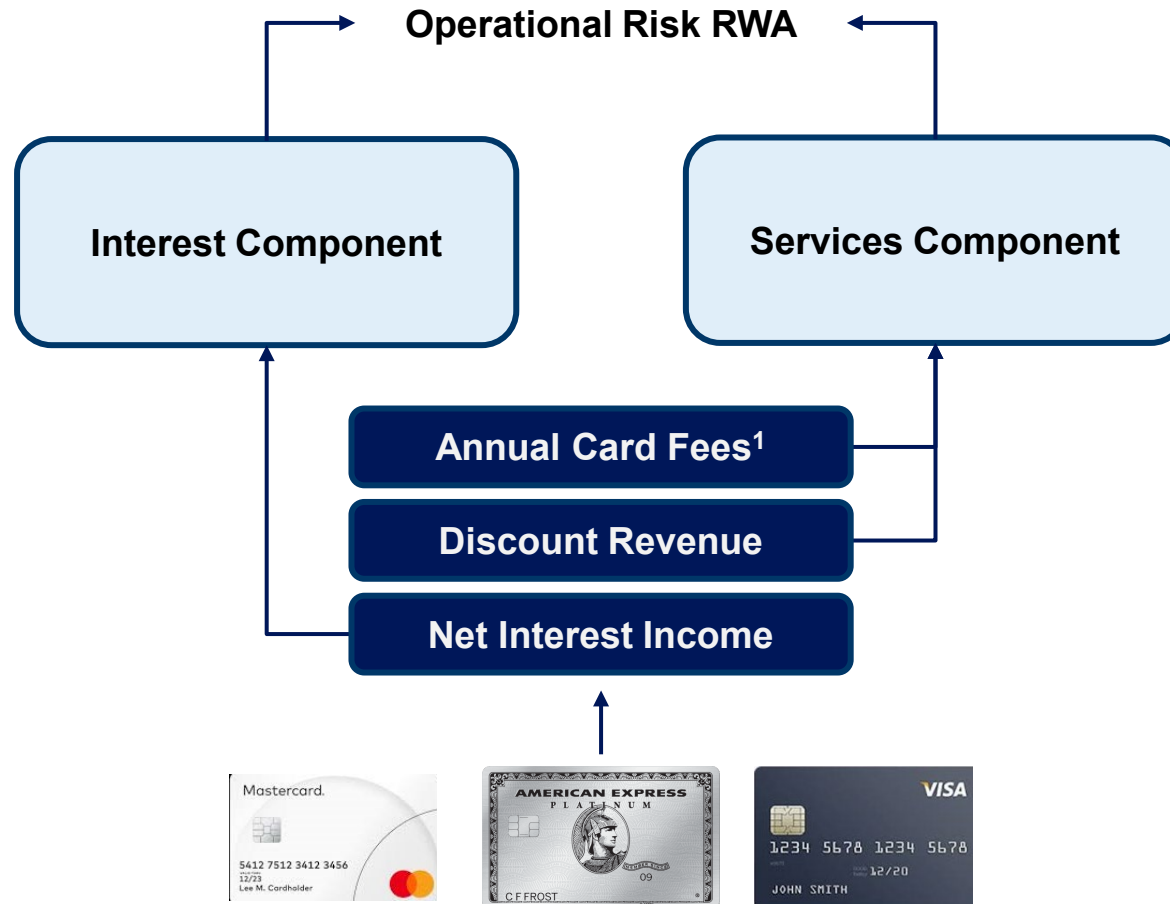 Operational Risk RWA
Interest Component
Services Component
Annual Card Fees1
Discount Revenue
Net Interest Income
Mastercard.
5412 7512 3412 3456
12/23
Lee M. Cardholder
AMERICAN EXPRESS
PLATINUM
09
C F FROST
VISA
1234 5678 1234 5678
12/20
JOHN SMITH